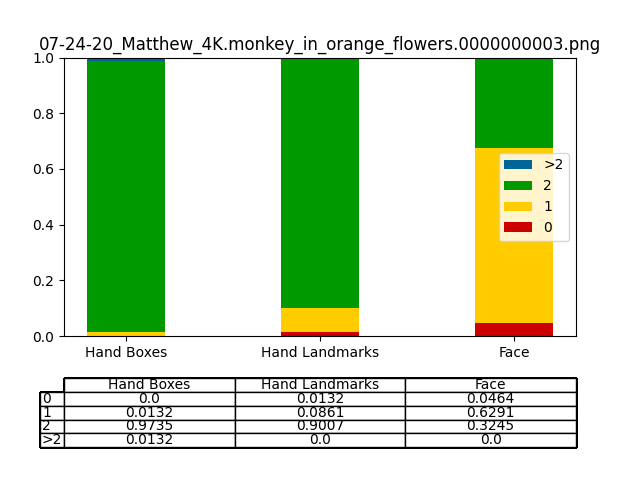 07-24-20_Matthew_4K.monkey_in_orange_flowers.0000000003.png
1.0
0.8
0.6
0.4
0.2
0.0
>2
2
1
0
Hand Boxes Hand Landmarks Face
Hand Boxes Hand Landmarks Face
0 0.0 0.0132 0.0464
1 0.0132 0.0861 0.6291
2 0.9735 0.9007 0.3245
>2 0.0132 0.0 0.0